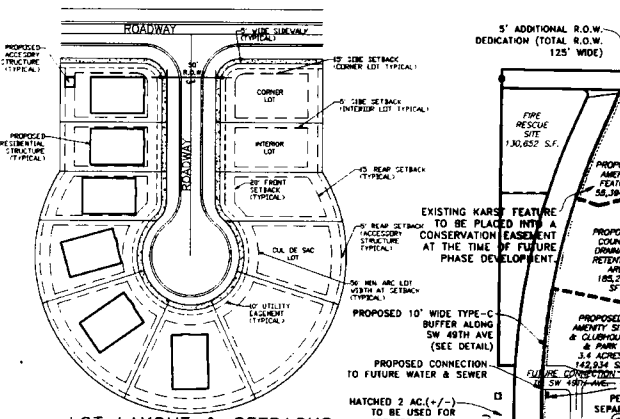 ROADWAY
5' WIDE SIDEWALK
(TYPICAL)
PROPOSED
ACCESORY
STRUCTURE
(TYPICAL)
50'
R.O.W.
15' SIDE SETBACK
(CORNER LOT TYPICAL)
CORNER
LOT
5' SIDE SETBACK
(INTERIOR LOT TYPICAL)
PROPOSED
RESIDENTIAL
STRUCTURE
(TYPICAL)
INTERIOR
LOT
ROADWAY
15' REAR SETBACK
(TYPICAL)
20' FRONT
SETBACK
(TYPICAL)
5' REAR SETBACK
(ACCESSORY
STRUCTURE
TYPICAL)
CUL DE SAC
LOT
50' MIN ARC LOT
WIDTH AT SETBACK
(TYPICAL)
10' UTILITY
EASEMENT
(TYPICAL)
LOT LAYOUT & SETBACKS
5' ADDITIONAL R.O.W.
DEDICATION (TOTAL R.O.W.
125' WIDE)
FIRE
RESCUE
SITE
130,652 S.F.
EXISTING KARST FEATURE
TO BE PLACED INTO A
CONSERVATION EASEMENT
AT THE TIME OF FUTURE
PHASE DEVELOPMENT.
PROPOSED 10' WIDE TYPE-C
BUFFER ALONG
SW 49TH AVE
(SEE DETAIL)
PROPOSED
AMENITY
& CLUBHOU
& PARK
3.4 ACRES
142,934 S
PROPOSED CONNECTION
TO FUTURE WATER & SEWER
FUTURE CONNECTION
SW 49TH AVE
HATCHED 2 AC.(+/-)
TO BE USED FOR